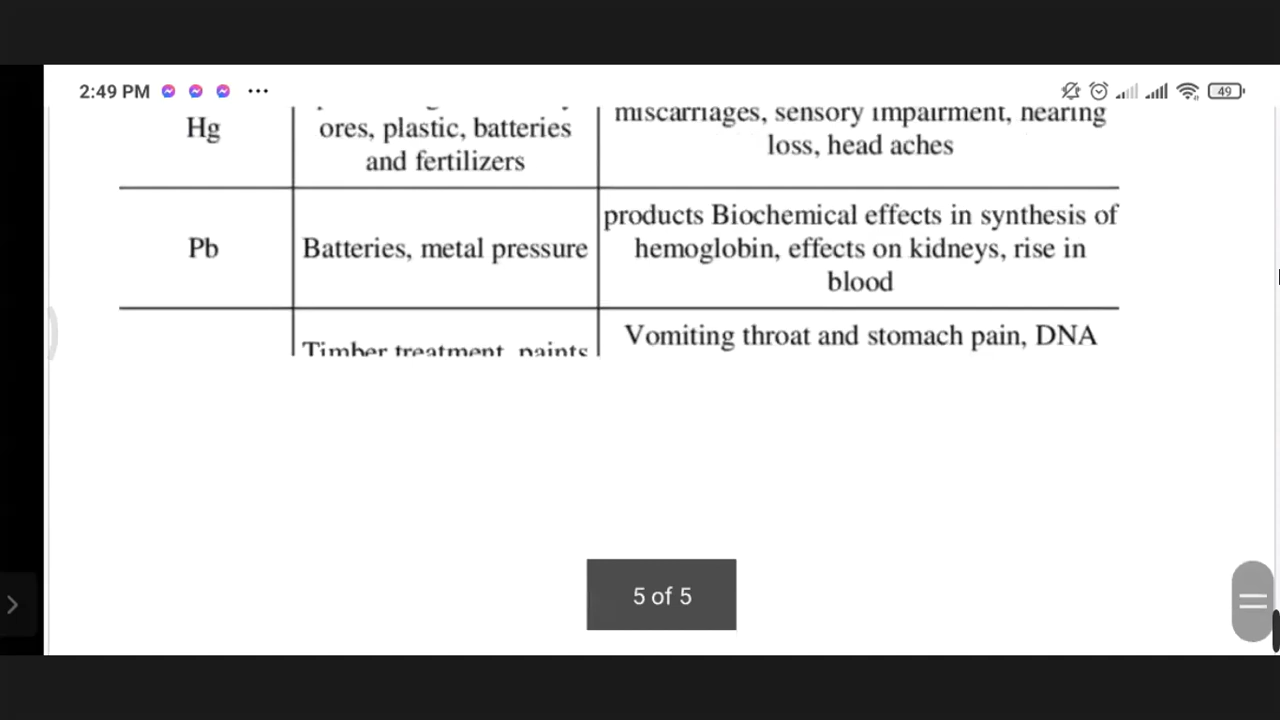 2:49 PM
49
miscarriages, sensory impairment, hearing
Hg
ores, plastic, batteries
loss, head aches
and fertilizers
products Biochemical effects in synthesis of
Pb
Batteries, metal pressure
hemoglobin, effects on kidneys, rise in
blood
Vomiting throat and stomach pain, DNA
Timber treatment, paints
5 of 5